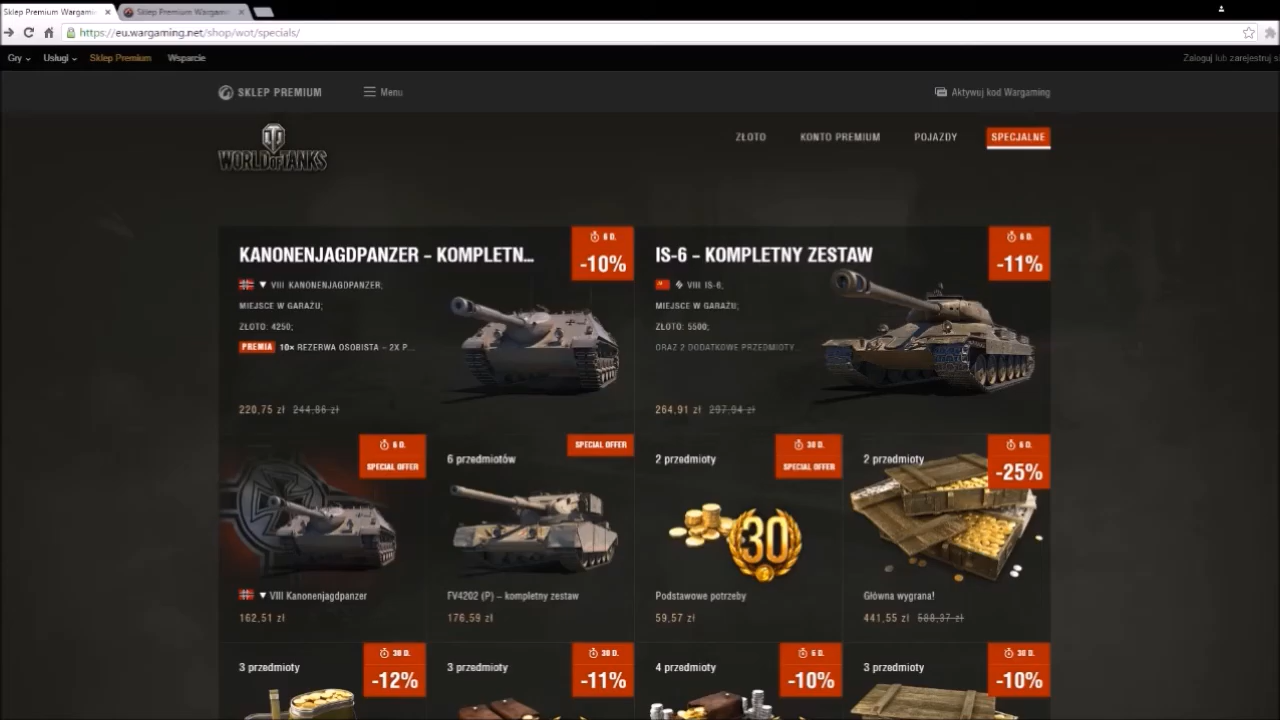 Sklep Premium Wargamin
Sklep Premium Wargamin
https://eu.wargaming.net/shop/wot/specials/
Gry Usługi Sklep Premium Wsparcie
Zaloguj lub zarejestruj s
SKLEP PREMIUM
Menu
Aktywuj kod Wargaming
WORLD OF TANKS
ZŁOTO KONTO PREMIUM POJAZDY SPECJALNE
KANONENJAGDPANZER – KOMPLETN...
6 D.
-10%
VIII KANONENJAGDPANZER;
MIEJSCE W GARAŻU;
ZŁOTO: 4250;
PREMIA 10× REZERWA OSOBISTA – 2X P...
220,75 zł 244,86 zł
IS-6 – KOMPLETNY ZESTAW
6 D.
-11%
VIII IS-6;
MIEJSCE W GARAŻU;
ZŁOTO: 5500;
ORAZ 2 DODATKOWE PRZEDMIOTY...
264,91 zł 297,94 zł
6 D.
SPECIAL OFFER
VIII Kanonenjagdpanzer
162,51 zł
6 przedmiotów
SPECIAL OFFER
FV4202 (P) – kompletny zestaw
176,59 zł
2 przedmioty
30 D.
SPECIAL OFFER
30
Podstawowe potrzeby
59,57 zł
2 przedmioty
6 D.
-25%
Główna wygrana!
441,55 zł 588,37 zł
3 przedmioty
30 D.
-12%
3 przedmioty
30 D.
-11%
4 przedmioty
6 D.
-10%
3 przedmioty
30 D.
-10%